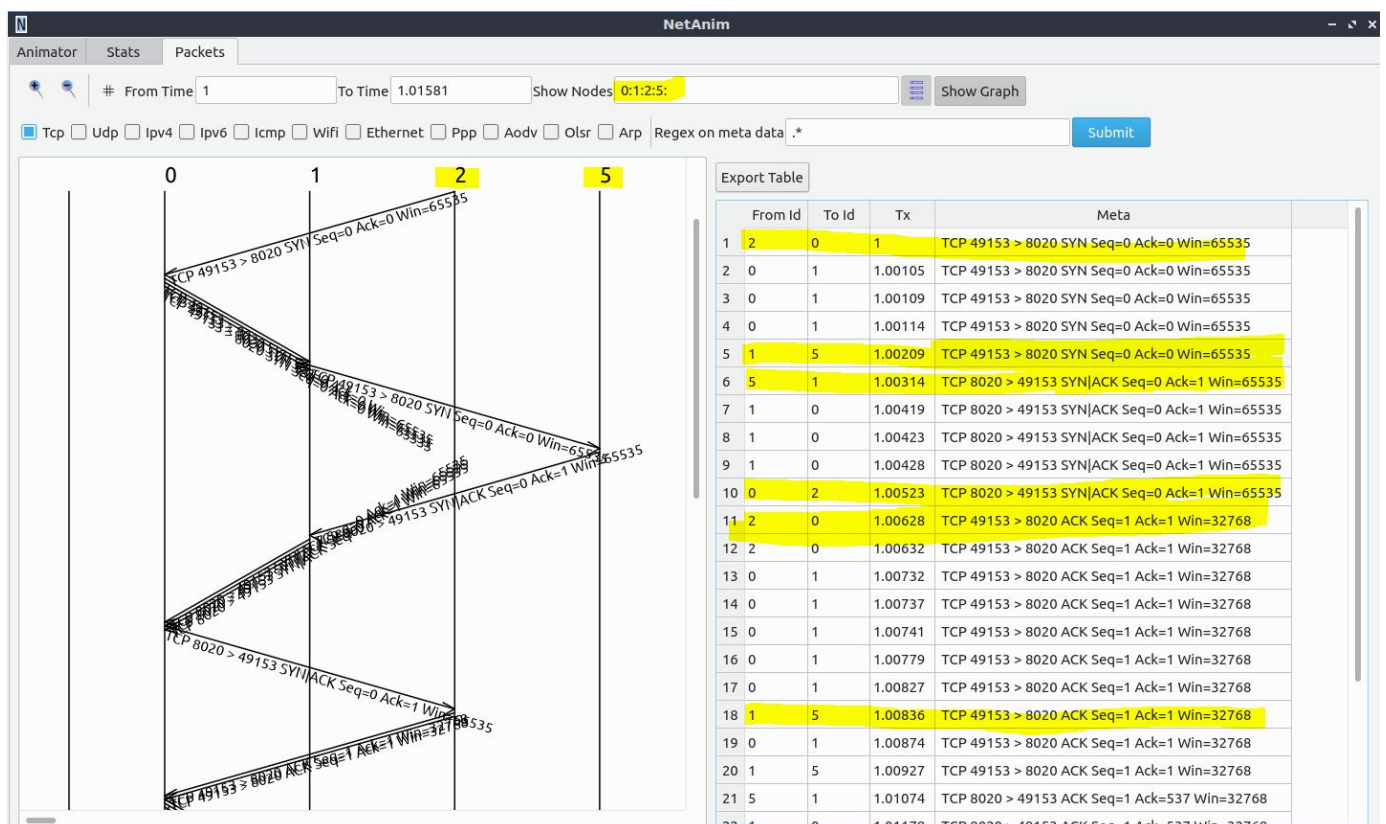 NetAnim
Animator Stats Packets
# From Time 1 To Time 1.01581 Show Nodes 0:1:2:5: Show Graph
Tcp Udp Ipv4 Ipv6 Icmp Wifi Ethernet Ppp Aodv Olsr Arp Regex on meta data .* Submit
0 1 2 5
TCP 49153 > 8020 SYN Seq=0 Ack=0 Win=65535
TCP 49153 > 8020 SYN Seq=0 Ack=0 Win=65535
TCP 8020 > 49153 SYN|ACK Seq=0 Ack=1 Win=65535
TCP 8020 > 49153 SYN|ACK Seq=0 Ack=1 Win=65535
TCP 49153 > 8020 ACK Seq=1 Ack=1 Win=32768
Export Table
From Id To Id Tx Meta
1 2 0 1 TCP 49153 > 8020 SYN Seq=0 Ack=0 Win=65535
2 0 1 1.00105 TCP 49153 > 8020 SYN Seq=0 Ack=0 Win=65535
3 0 1 1.00109 TCP 49153 > 8020 SYN Seq=0 Ack=0 Win=65535
4 0 1 1.00114 TCP 49153 > 8020 SYN Seq=0 Ack=0 Win=65535
5 1 5 1.00209 TCP 49153 > 8020 SYN Seq=0 Ack=0 Win=65535
6 5 1 1.00314 TCP 8020 > 49153 SYN|ACK Seq=0 Ack=1 Win=65535
7 1 0 1.00419 TCP 8020 > 49153 SYN|ACK Seq=0 Ack=1 Win=65535
8 1 0 1.00423 TCP 8020 > 49153 SYN|ACK Seq=0 Ack=1 Win=65535
9 1 0 1.00428 TCP 8020 > 49153 SYN|ACK Seq=0 Ack=1 Win=65535
10 0 2 1.00523 TCP 8020 > 49153 SYN|ACK Seq=0 Ack=1 Win=65535
11 2 0 1.00628 TCP 49153 > 8020 ACK Seq=1 Ack=1 Win=32768
12 2 0 1.00632 TCP 49153 > 8020 ACK Seq=1 Ack=1 Win=32768
13 0 1 1.00732 TCP 49153 > 8020 ACK Seq=1 Ack=1 Win=32768
14 0 1 1.00737 TCP 49153 > 8020 ACK Seq=1 Ack=1 Win=32768
15 0 1 1.00741 TCP 49153 > 8020 ACK Seq=1 Ack=1 Win=32768
16 0 1 1.00779 TCP 49153 > 8020 ACK Seq=1 Ack=1 Win=32768
17 0 1 1.00827 TCP 49153 > 8020 ACK Seq=1 Ack=1 Win=32768
18 1 5 1.00836 TCP 49153 > 8020 ACK Seq=1 Ack=1 Win=32768
19 0 1 1.00874 TCP 49153 > 8020 ACK Seq=1 Ack=1 Win=32768
20 1 5 1.00927 TCP 49153 > 8020 ACK Seq=1 Ack=1 Win=32768
21 5 1 1.01074 TCP 8020 > 49153 ACK Seq=1 Ack=537 Win=32768